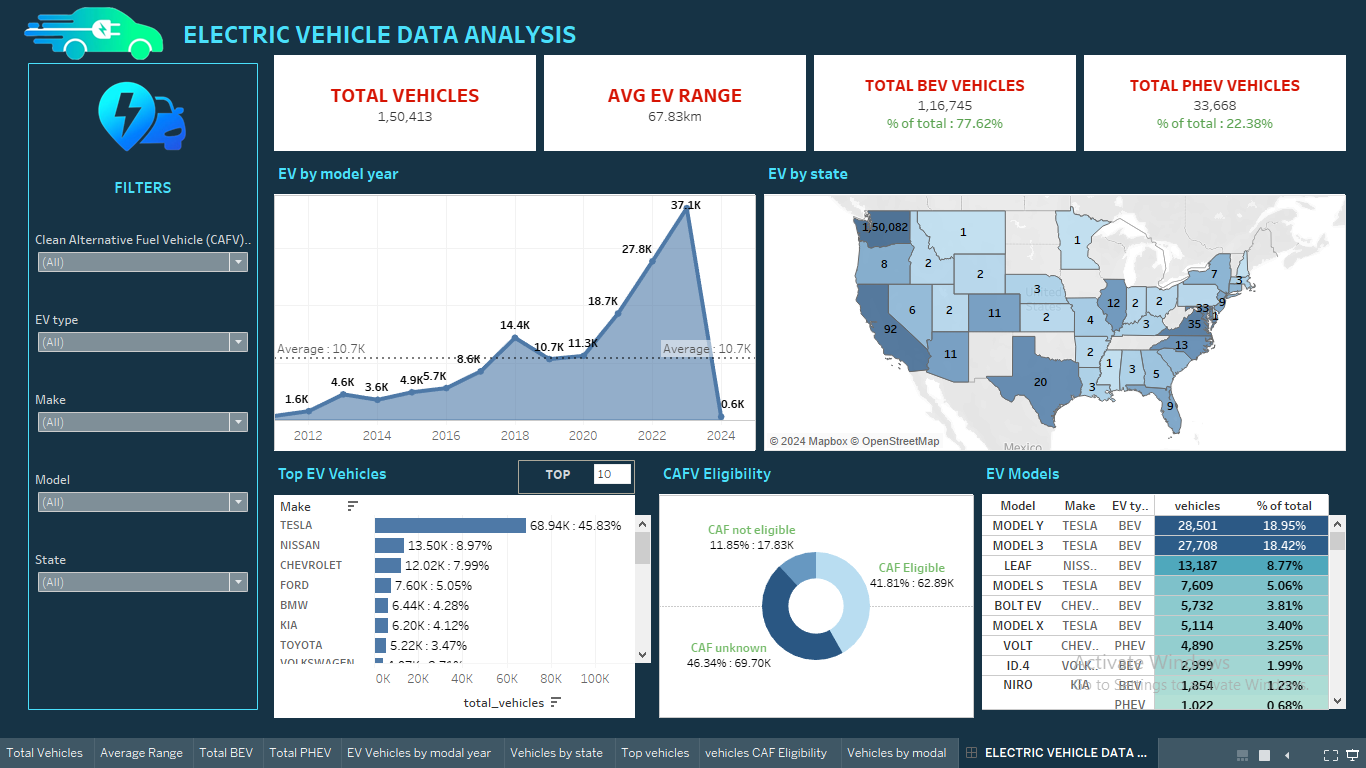 ELECTRIC VEHICLE DATA ANALYSIS
FILTERS
Clean Alternative Fuel Vehicle (CAFV)..
(All)
EV type
(All)
Make
(All)
Model
(All)
State
(All)
TOTAL VEHICLES
1,50,413
AVG EV RANGE
67.83km
TOTAL BEV VEHICLES
1,16,745
% of total : 77.62%
TOTAL PHEV VEHICLES
33,668
% of total : 22.38%
EV by model year
37.1K
27.8K
18.7K
14.4K
10.7K 11.3K
Average : 10.7K
Average : 10.7K
8.6K
4.6K 3.6K 4.9K 5.7K
1.6K
0.6K
2012 2014 2016 2018 2020 2022 2024
EV by state
1,50,082
1
1
8
2
2
7
3
3
6
2
11
2
12
2
2
9
33
1
35
92
4
3
13
11
2
20
3
1
3
5
9
United
States
Mexico
© 2024 Mapbox © OpenStreetMap
Top EV Vehicles
TOP 10
Make
TESLA 68.94K : 45.83%
NISSAN 13.50K : 8.97%
CHEVROLET 12.02K : 7.99%
FORD 7.60K : 5.05%
BMW 6.44K : 4.28%
KIA 6.20K : 4.12%
TOYOTA 5.22K : 3.47%
VOLKSWAGEN
0K 20K 40K 60K 80K 100K
total_vehicles
CAFV Eligibility
CAF not eligible
11.85% : 17.83K
CAF Eligible
41.81% : 62.89K
CAF unknown
46.34% : 69.70K
EV Models
Model Make EV ty.. vehicles % of total
MODEL Y TESLA BEV 28,501 18.95%
MODEL 3 TESLA BEV 27,708 18.42%
LEAF NISS.. BEV 13,187 8.77%
MODEL S TESLA BEV 7,609 5.06%
BOLT EV CHEV.. BEV 5,732 3.81%
MODEL X TESLA BEV 5,114 3.40%
VOLT CHEV.. PHEV 4,890 3.25%
ID.4 VOLK.. BEV 2,999 1.99%
NIRO KIA BEV 1,854 1.23%
PHEV 1,022 0.68%
Activate Windows
Go to Settings to activate Windows.
Total Vehicles
Average Range
Total BEV
Total PHEV
EV Vehicles by modal year
Vehicles by state
Top vehicles
vehicles CAF Eligibility
Vehicles by modal
ELECTRIC VEHICLE DATA ...